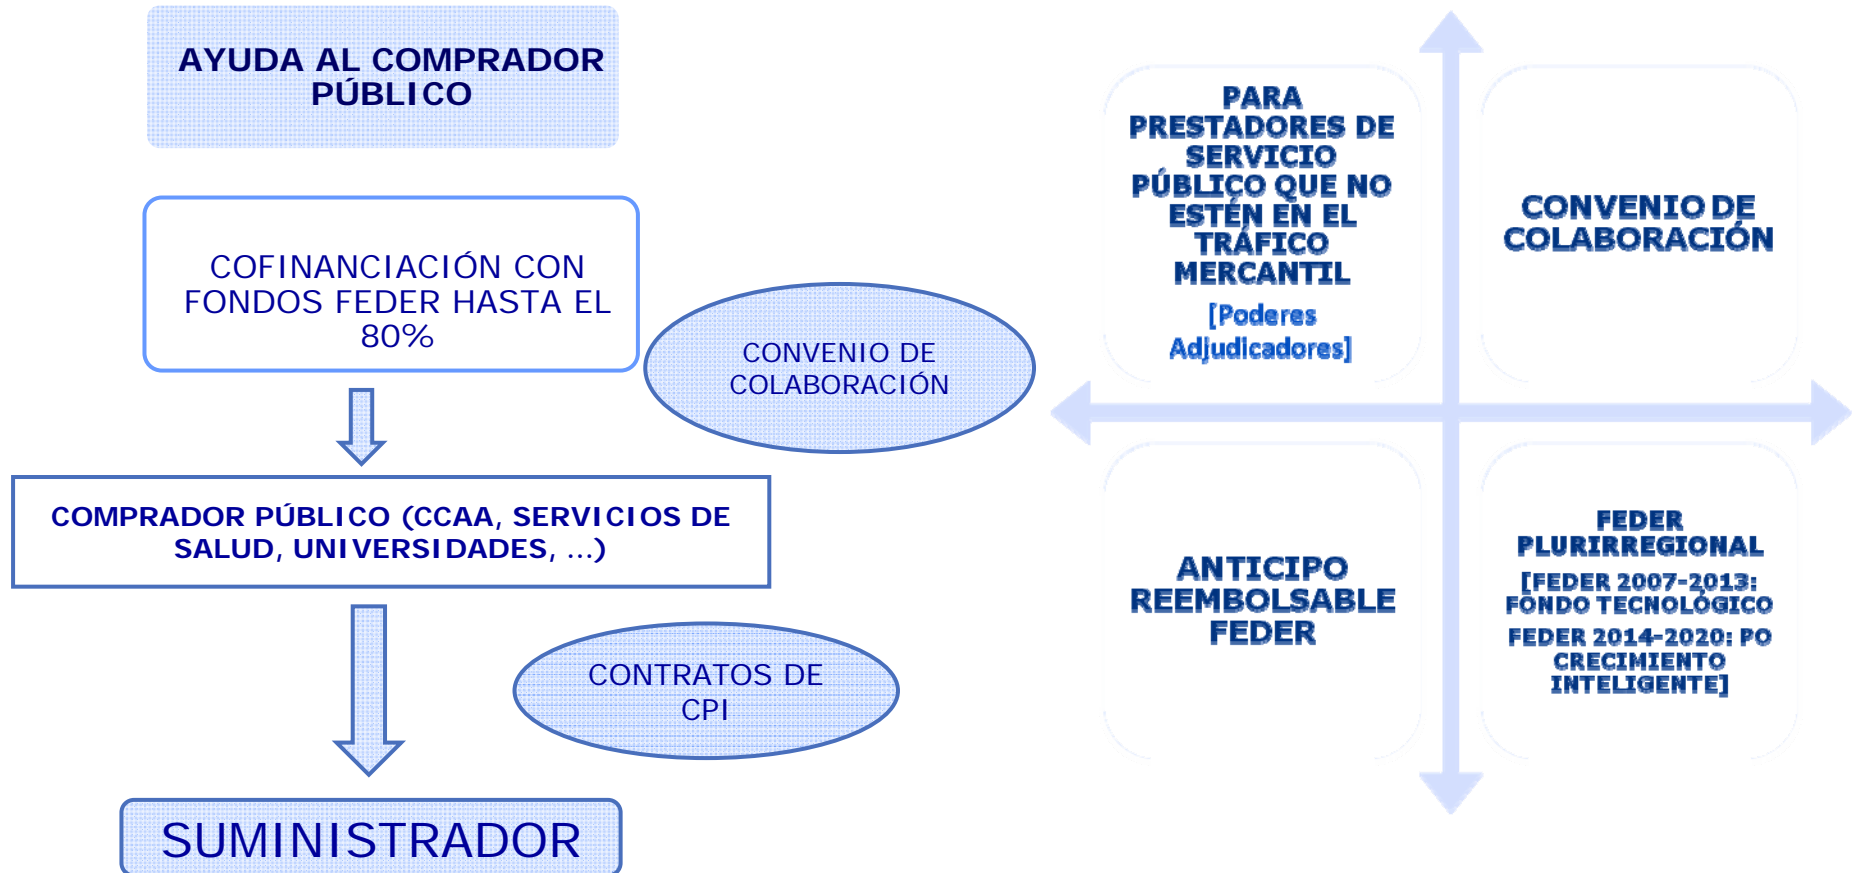 AYUDA AL COMPRADOR
PÚBLICO
COFINANCIACIÓN CON
FONDOS FEDER HASTA EL
80%
CONVENIO DE
COLABORACIÓN
COMPRADOR PÚBLICO (CCAA, SERVICIOS DE
SALUD, UNIVERSIDADES, ...)
CONTRATOS DE
CPI
SUMINISTRADOR
PARA
PRESTADORES DE
SERVICIO
PÚBLICO QUE NO
ESTÉN EN EL
TRÁFICO
MERCANTIL
[Poderes
Adjudicadores]
CONVENIO DE
COLABORACIÓN
ANTICIPO
REEMBOLSABLE
FEDER
FEDER
PLURIRREGIONAL
[FEDER 2007-2013:
FONDO TECNOLÓGICO
FEDER 2014-2020: PO
CRECIMIENTO
INTELIGENTE]